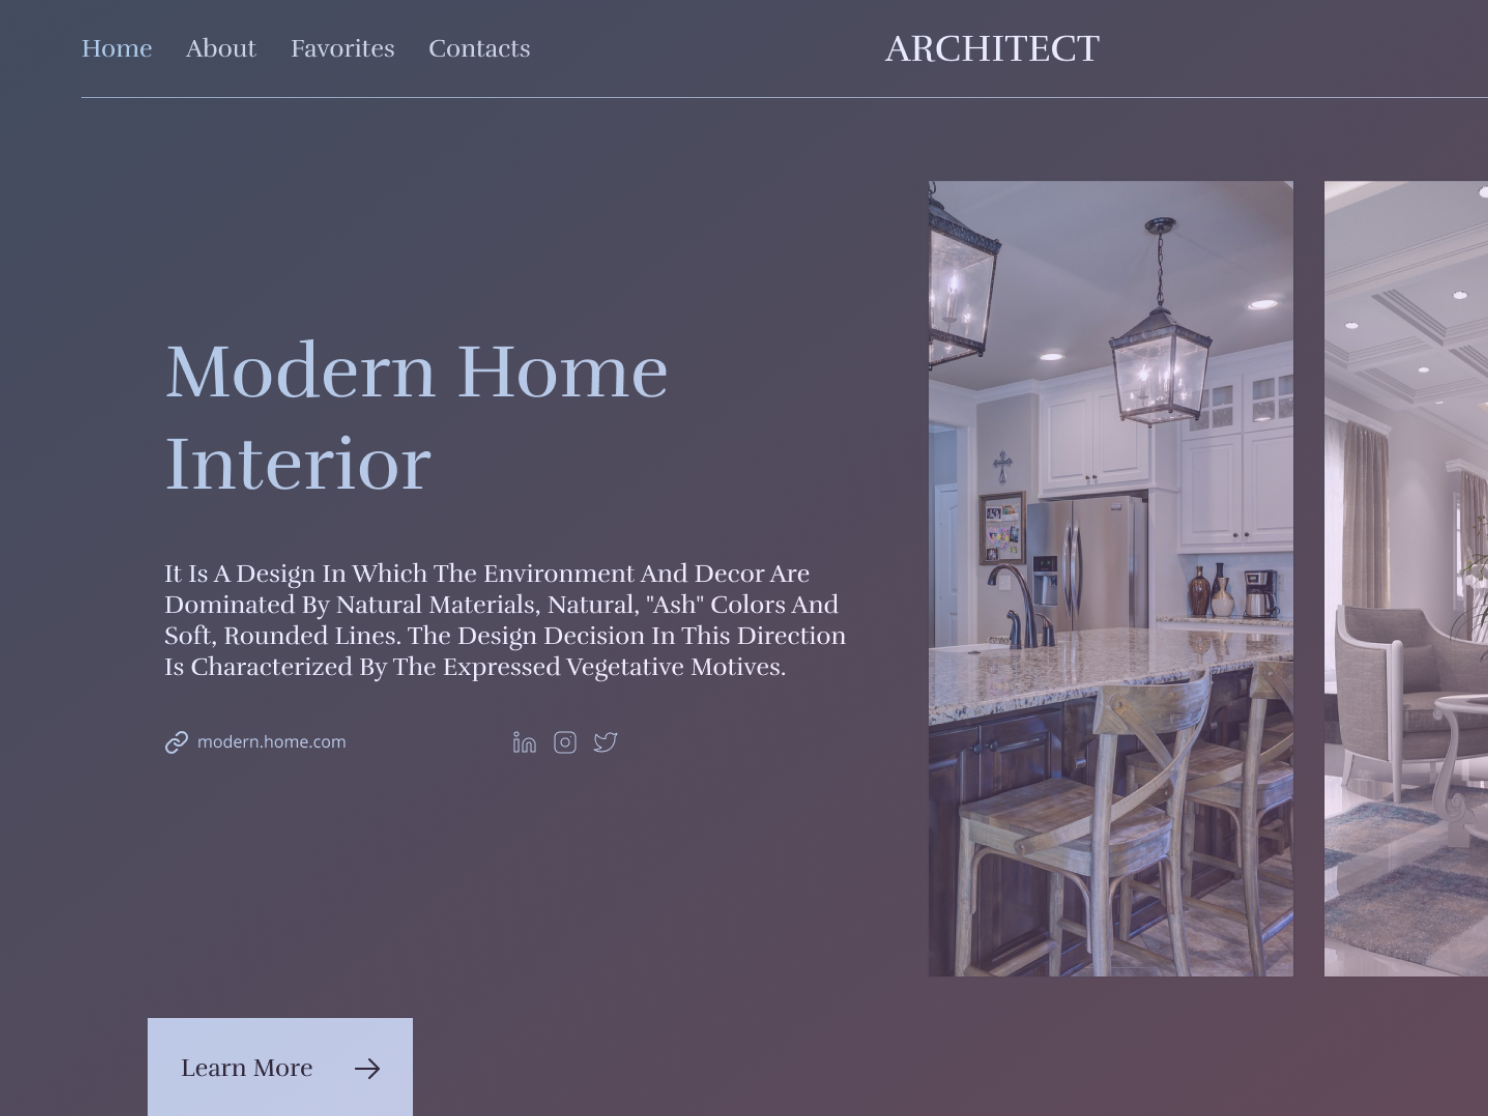 Home About Favorites Contacts
ARCHITECT
Modern Home
Interior
It Is A Design In Which The Environment And Decor Are
Dominated By Natural Materials, Natural, "Ash" Colors And
Soft, Rounded Lines. The Design Decision In This Direction
Is Characterized By The Expressed Vegetative Motives.
modern.home.com
Learn More